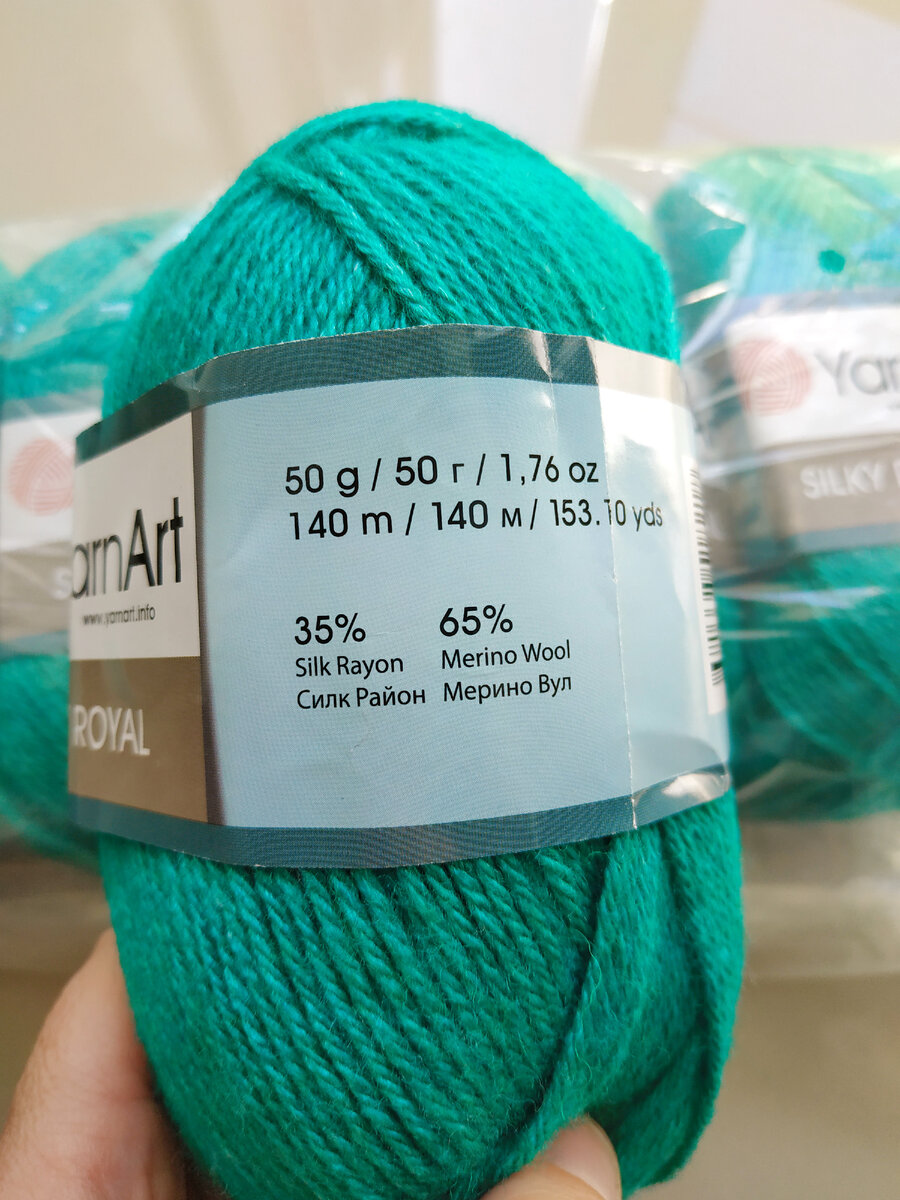 50 g / 50 г / 1,76 oz
140 m / 140 м / 153.10 yds
35%
Silk Rayon
Силк Район
65%
Merino Wool
Мерино Вул
arnArt
www.yarnart.info
ROYAL
Yar
SILKY